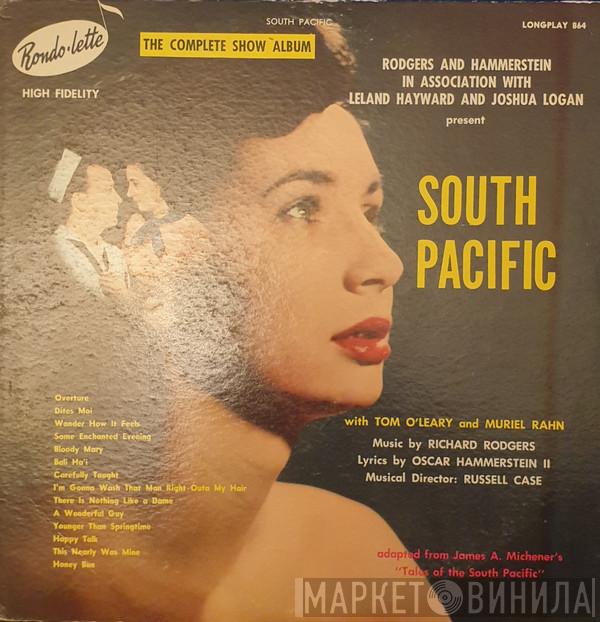 SOUTH PACIFIC
Rondo•lette
HIGH FIDELITY
THE COMPLETE SHOW ALBUM
LONGPLAY 864
RODGERS AND HAMMERSTEIN
IN ASSOCIATION WITH
LELAND HAYWARD AND JOSHUA LOGAN
present
SOUTH
PACIFIC
Overture
Dites Moi
Wonder How It Feels
Some Enchanted Evening
Bloody Mary
Bali Ha'i
Carefully Taught
I'm Gonna Wash That Man Right Outa My Hair
There Is Nothing Like a Dame
A Wonderful Guy
Younger Than Springtime
Happy Talk
This Nearly Was Mine
Honey Bun
with TOM O'LEARY and MURIEL RAHN
Music by RICHARD RODGERS
Lyrics by OSCAR HAMMERSTEIN II
Musical Director: RUSSELL CASE
adapted from James A. Michener's
"Tales of the South Pacific"
МАРКЕТ ВИНИЛА